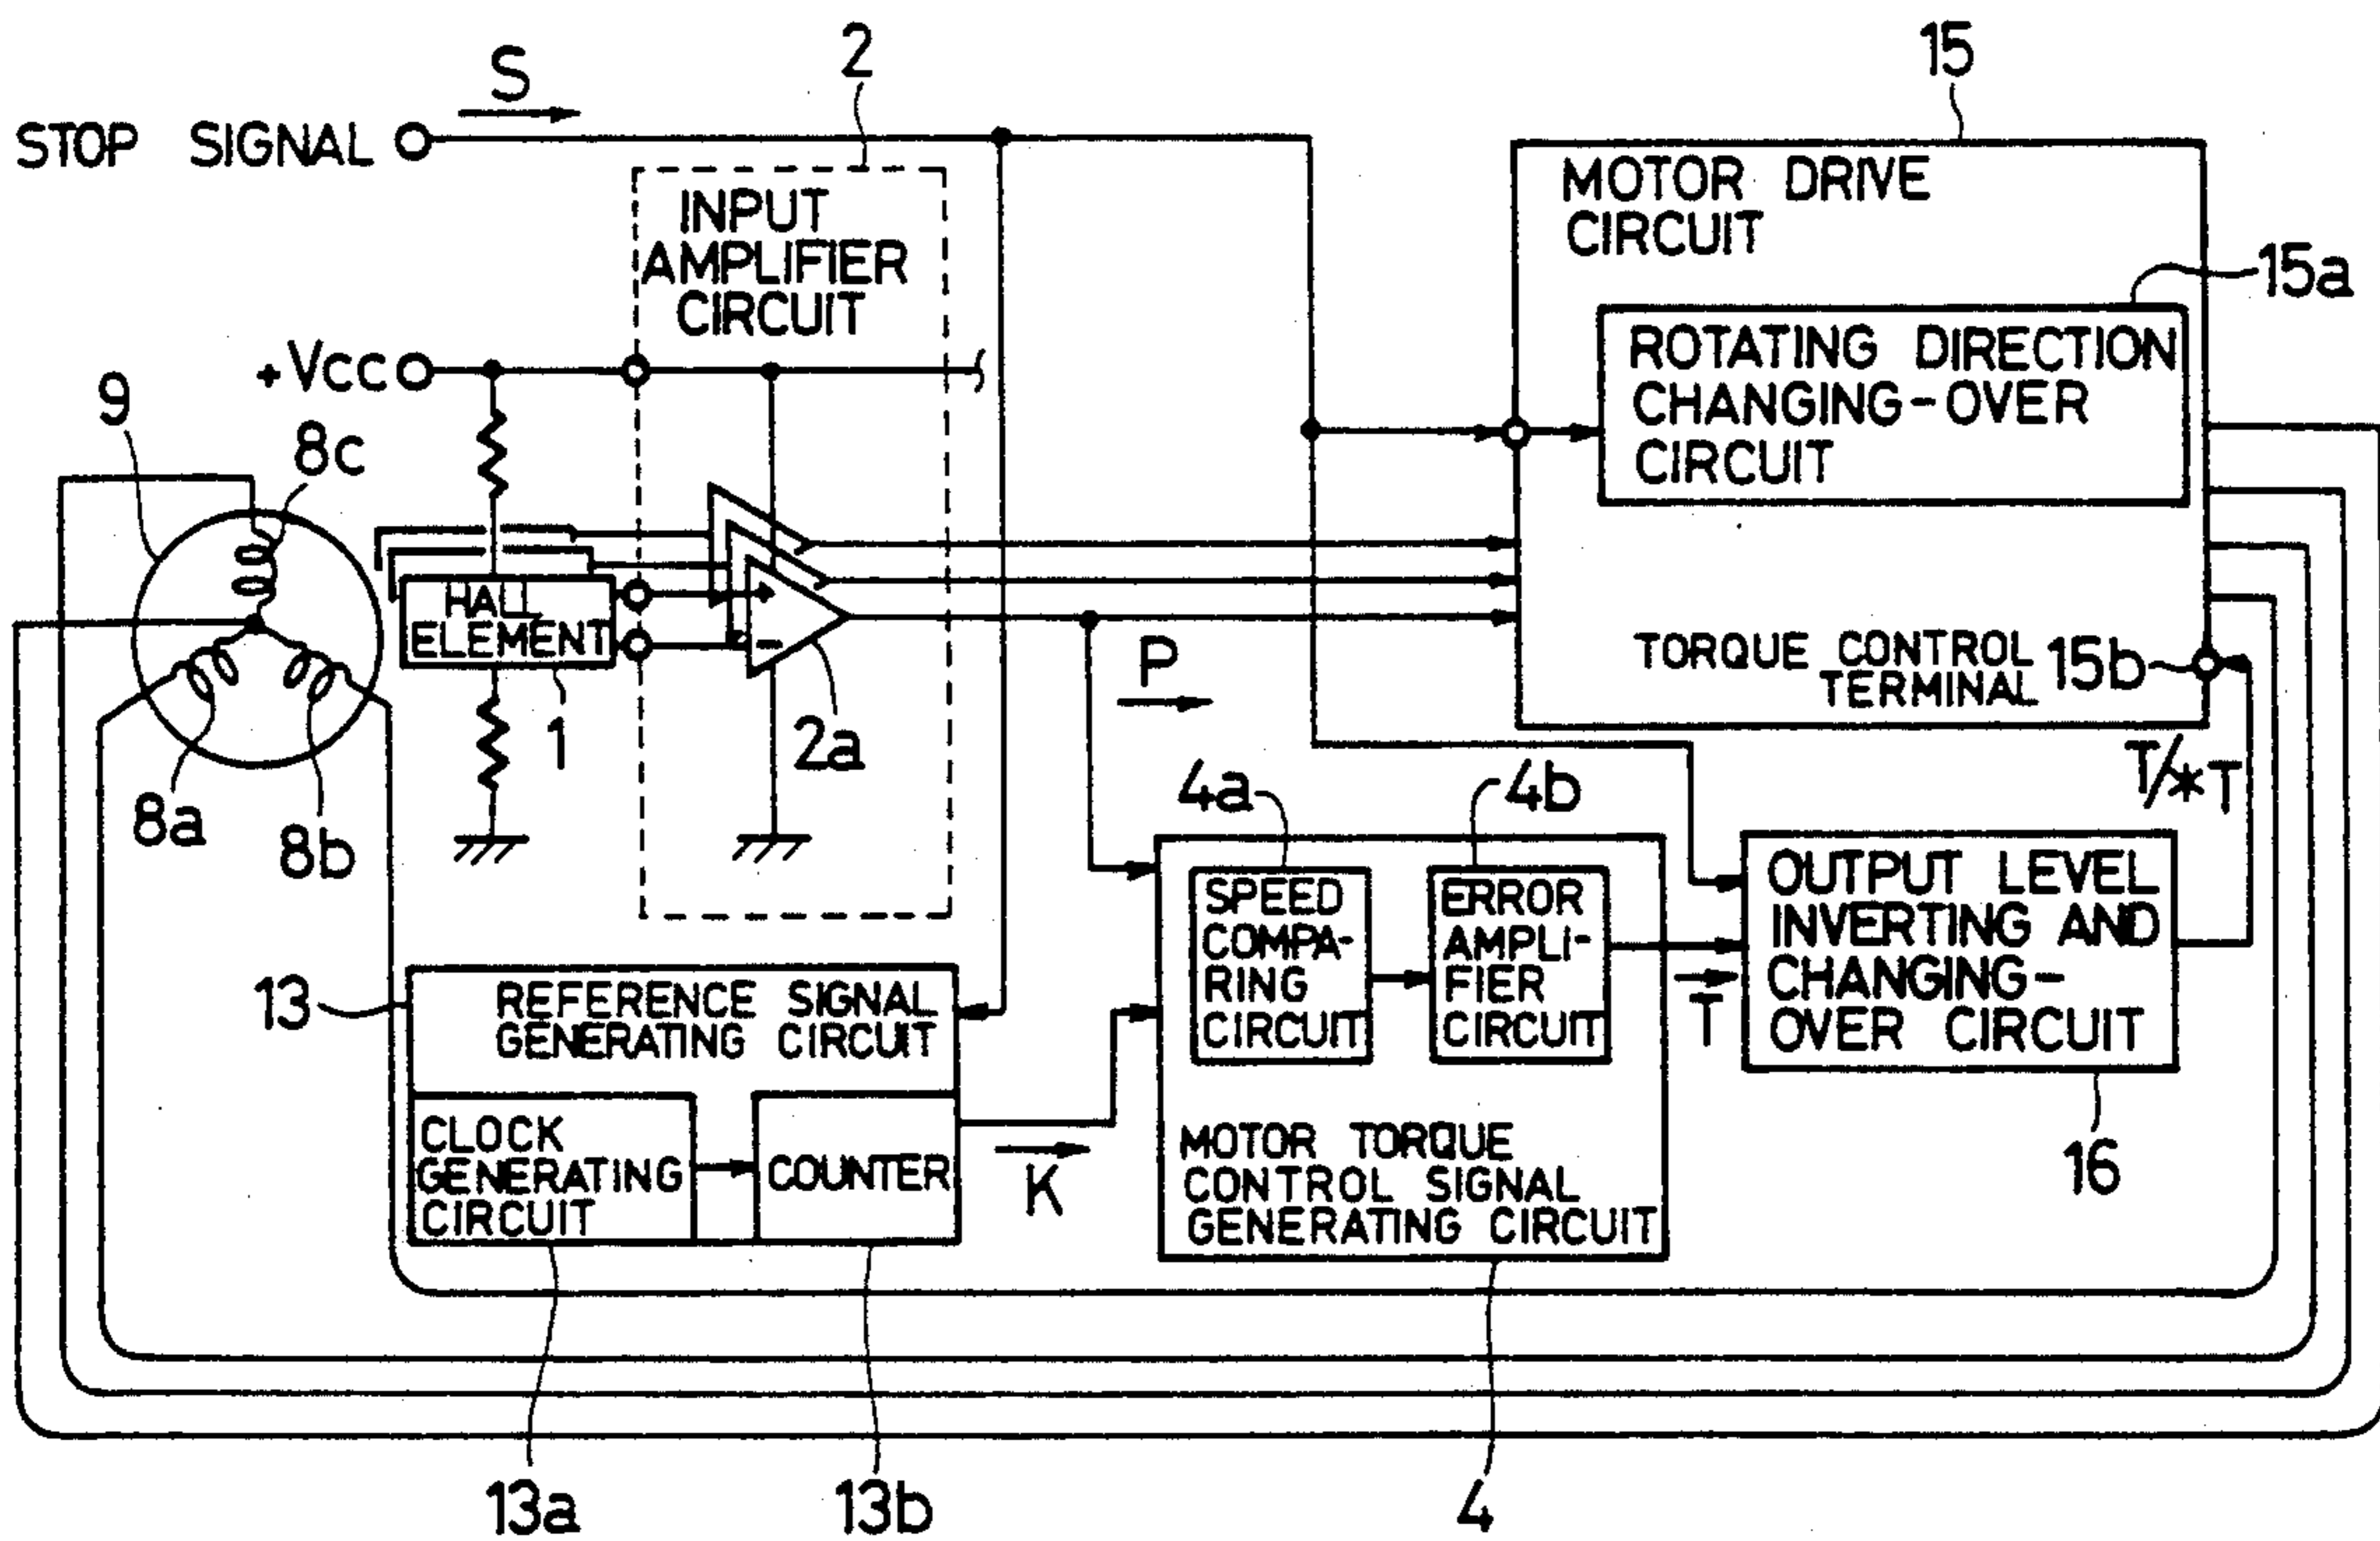 2
15
S
STOP SIGNAL
MOTOR DRIVE
CIRCUIT
INPUT
AMPLIFIER
CIRCUIT
15a
ROTATING DIRECTION
CHANGING-OVER
CIRCUIT
+Vcc
9
8c
HALL
ELEMENT
+
-
1
2a
P
TORQUE CONTROL
TERMINAL
15b
T/*T
8a
8b
4a
4b
SPEED
COMPA-
RING
CIRCUIT
ERROR
AMPLI-
FIER
CIRCUIT
T
OUTPUT LEVEL
INVERTING AND
CHANGING-
OVER CIRCUIT
13
REFERENCE SIGNAL
GENERATING CIRCUIT
CLOCK
GENERATING
CIRCUIT
COUNTER
K
MOTOR TORQUE
CONTROL SIGNAL
GENERATING CIRCUIT
16
13a
13b
4